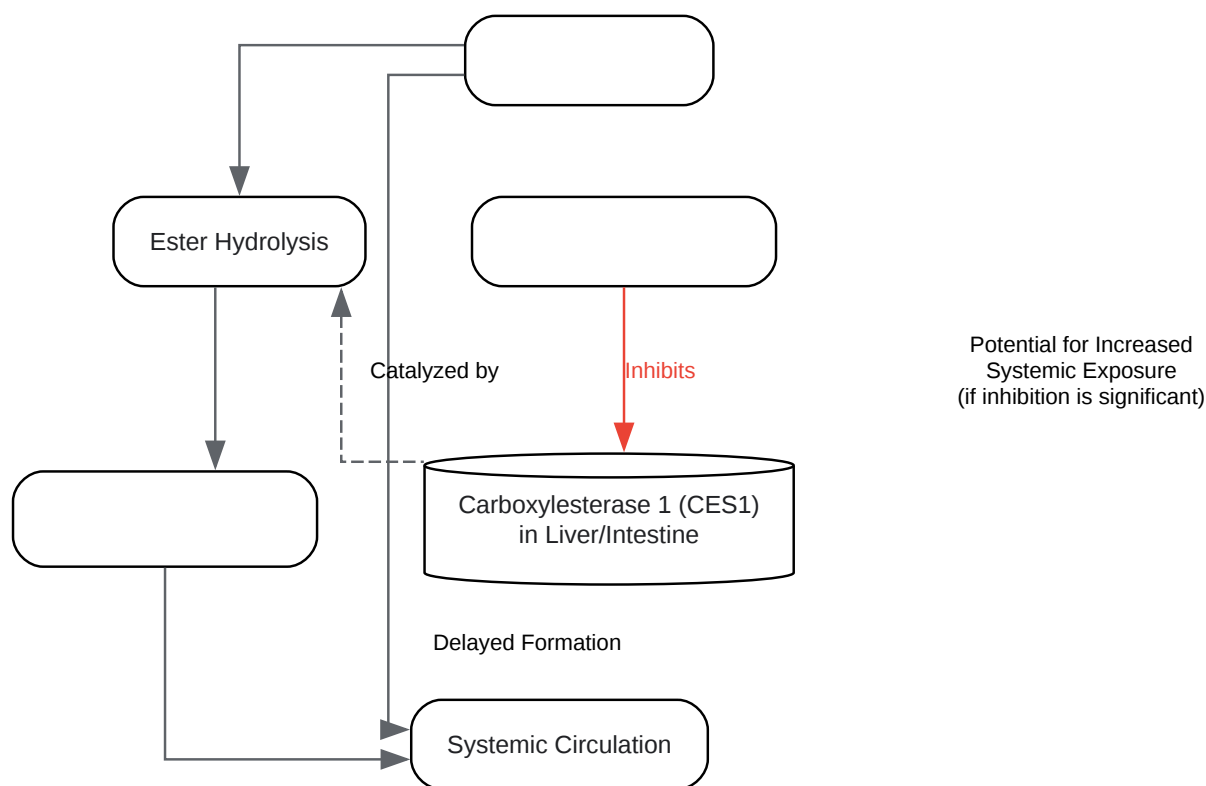 Ester Hydrolysis
Catalyzed by
Inhibits
Potential for Increased
Systemic Exposure
(if inhibition is significant)
Carboxylesterase 1 (CES1)
in Liver/Intestine
Delayed Formation
Systemic Circulation